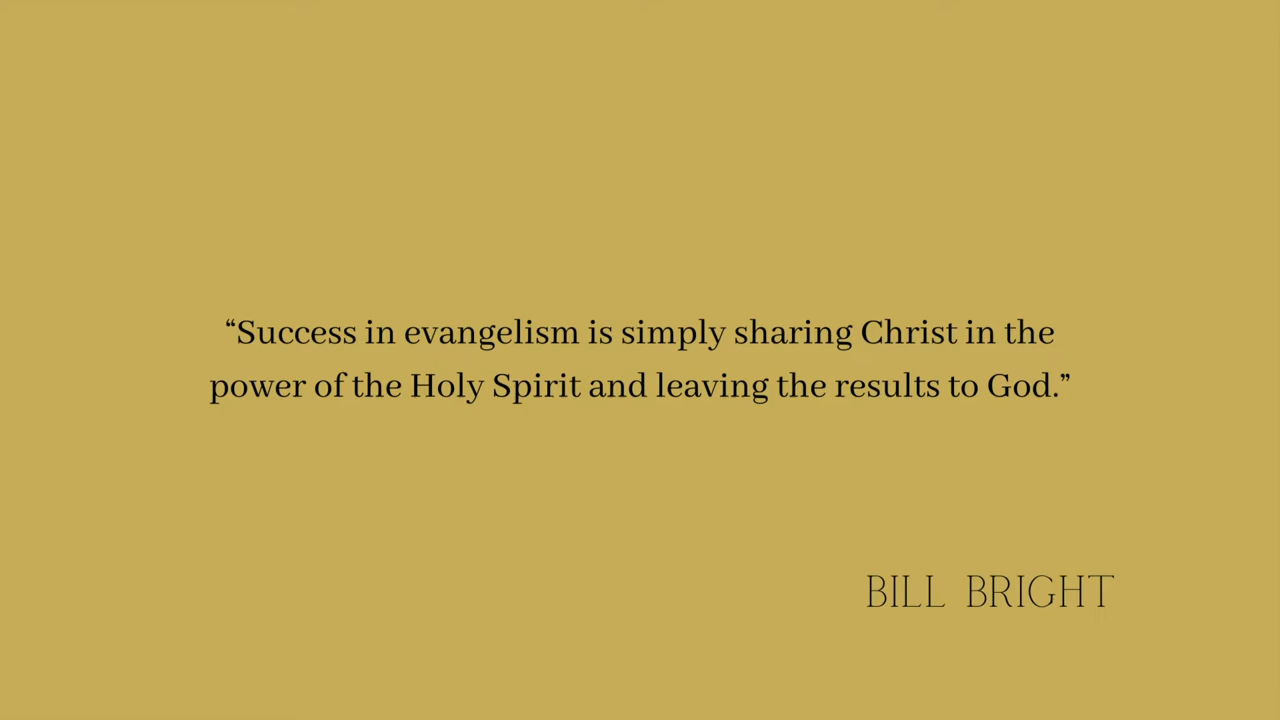 “Success in evangelism is simply sharing Christ in the
power of the Holy Spirit and leaving the results to God.”
BILL BRIGHT